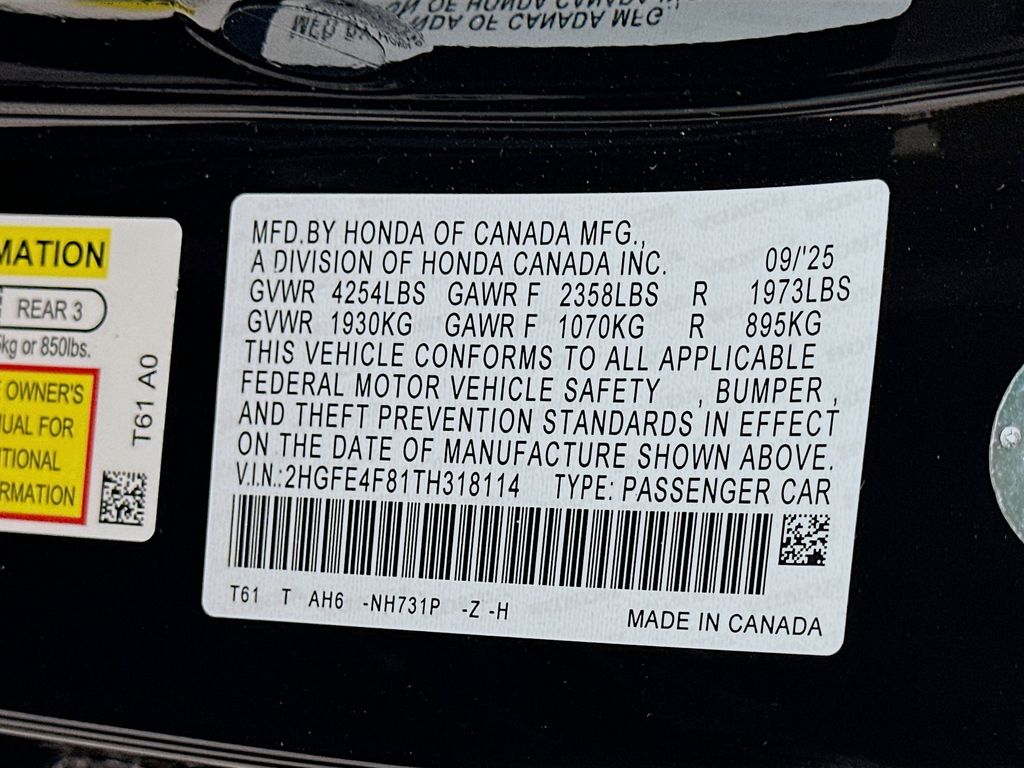 MFD.BY HONDA OF CANADA MFG.,
A DIVISION OF HONDA CANADA INC. 09/'25
GVWR 4254LBS GAWR F 2358LBS R 1973LBS
GVWR 1930KG GAWR F 1070KG R 895KG
THIS VEHICLE CONFORMS TO ALL APPLICABLE
FEDERAL MOTOR VEHICLE SAFETY , BUMPER ,
AND THEFT PREVENTION STANDARDS IN EFFECT
ON THE DATE OF MANUFACTURE SHOWN ABOVE.
V.I.N.:2HGFE4F81TH318114 TYPE: PASSENGER CAR
T61 T AH6 -NH731P -Z -H
MADE IN CANADA
MATION
REAR 3
kg or 850lbs.
OWNER'S
UAL FOR
TIONAL
RMATION
T61 A0